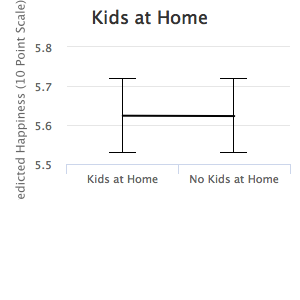 Kids at Home
edicted Happiness (10 Point Scale)
5.8
5.7
5.6
5.5
Kids at Home
No Kids at Home